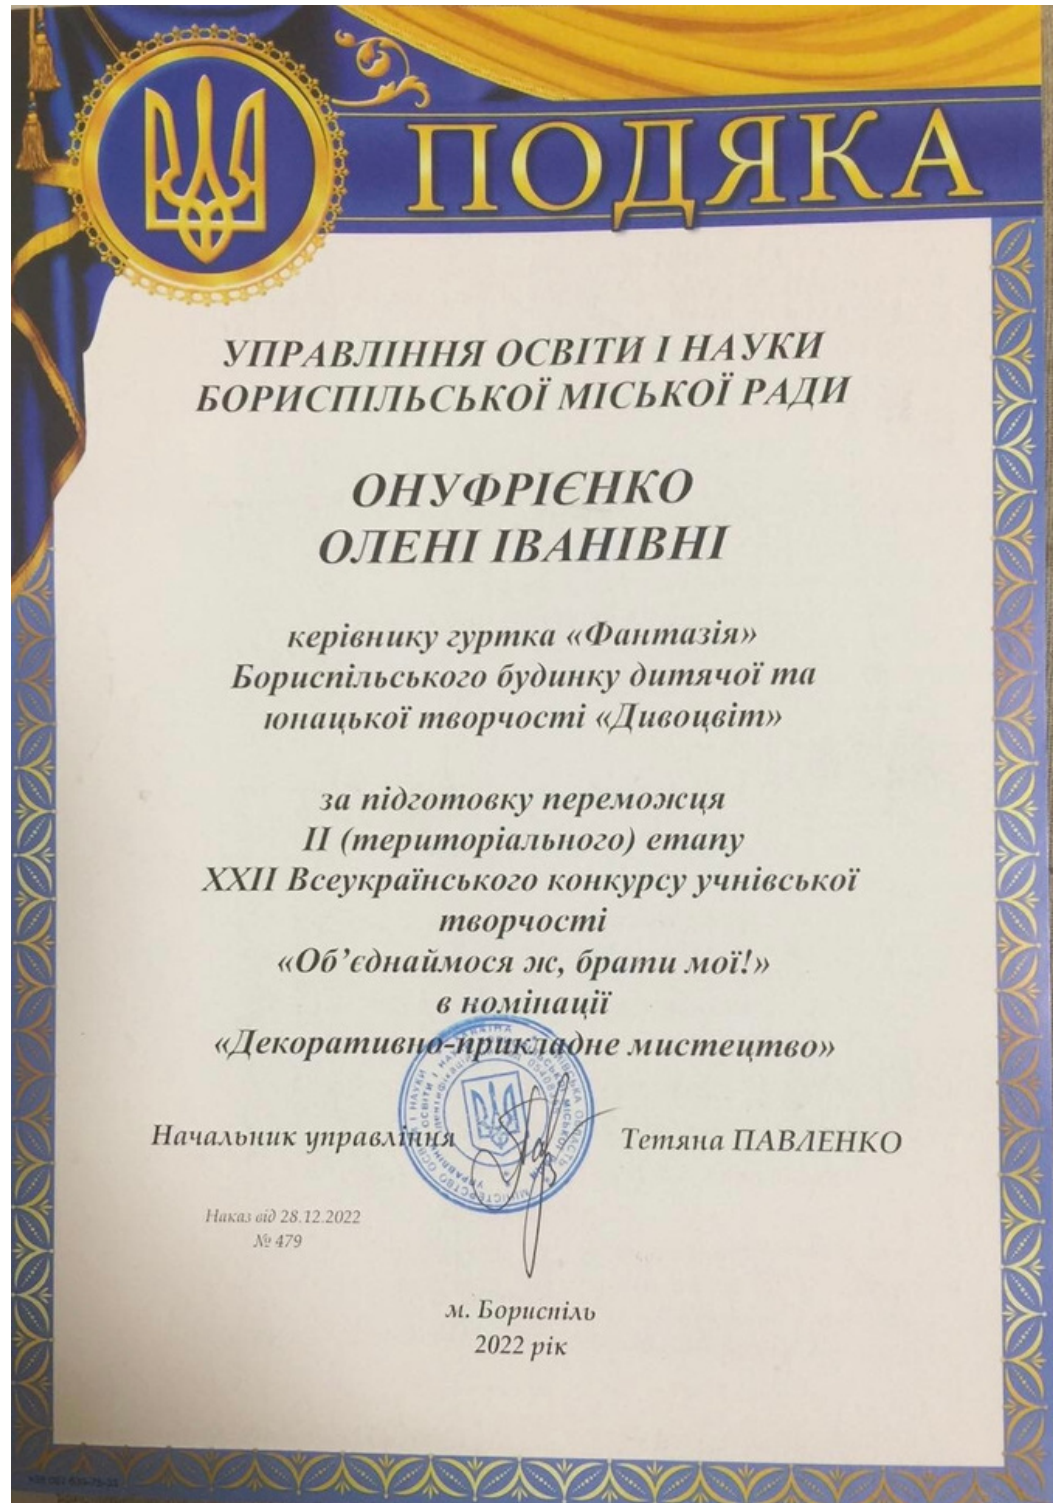 ПОДЯКА
УПРАВЛІННЯ ОСВІТИ І НАУКИ
БОРИСПІЛЬСЬКОЇ МІСЬКОЇ РАДИ
ОНУФРІЄНКО
ОЛЕНІ ІВАНІВНІ
керівнику гуртка «Фантазія»
Бориспільського будинку дитячої та
юнацької творчості «Дивоцвіт»
за підготовку переможця
ІІ (територіального) етапу
ХХІІ Всеукраїнського конкурсу учнівської
творчості
«Об’єднаймося ж, брати мої!»
в номінації
«Декоративно-прикладне мистецтво»
Начальник управління Тетяна ПАВЛЕНКО
Наказ від 28.12.2022
№ 479
м. Бориспіль
2022 рік